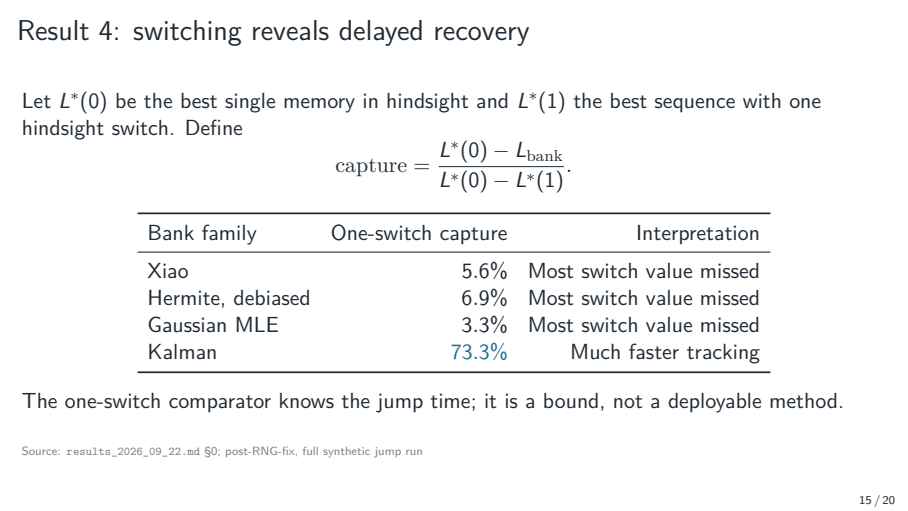 Result 4: switching reveals delayed recovery
Let L*(0) be the best single memory in hindsight and L*(1) the best sequence with one
hindsight switch. Define
capture = (L*(0) − L_bank) / (L*(0) − L*(1)).
Bank family One-switch capture Interpretation
Xiao 5.6% Most switch value missed
Hermite, debiased 6.9% Most switch value missed
Gaussian MLE 3.3% Most switch value missed
Kalman 73.3% Much faster tracking
The one-switch comparator knows the jump time; it is a bound, not a deployable method.
Source: results_2026_09_22.md §0; post-RNG-fix, full synthetic jump run
15 / 20